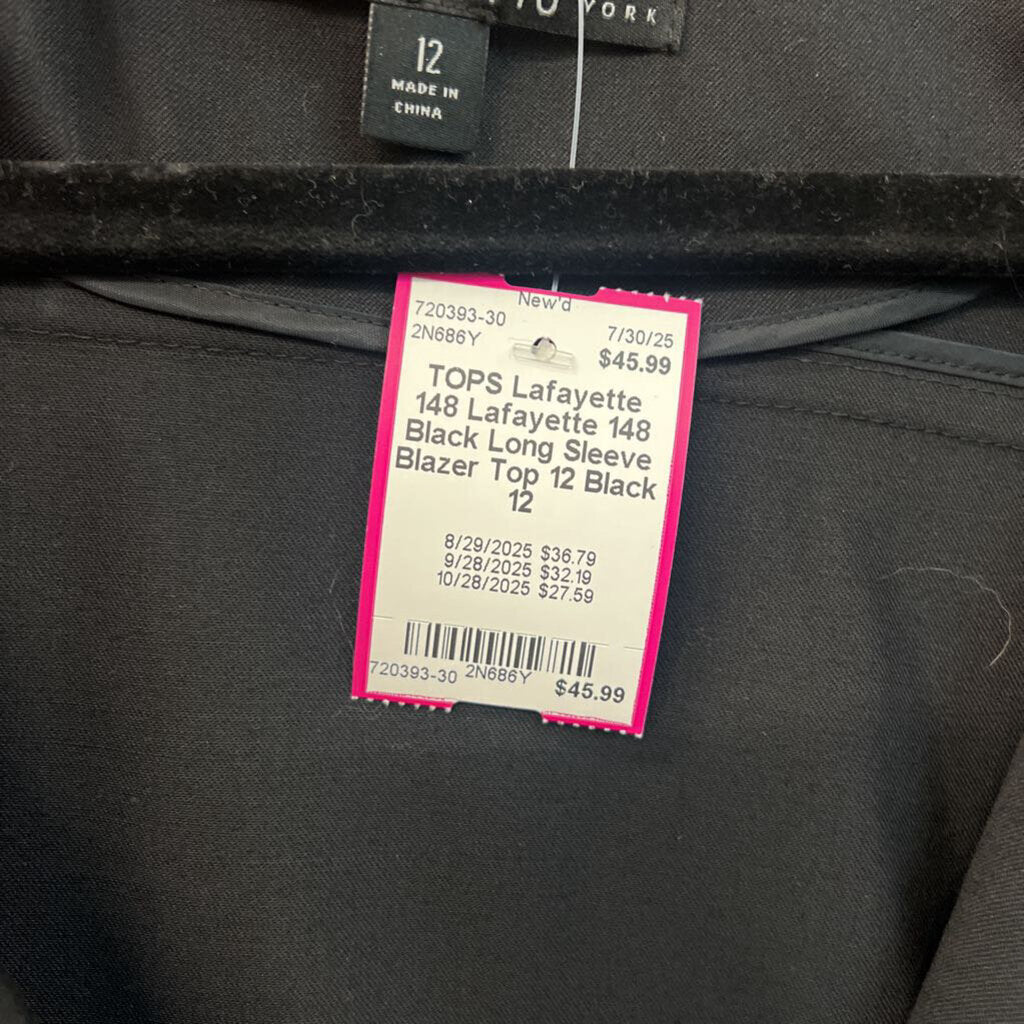 YORK
12
MADE IN
CHINA
New'd
720393-30 7/30/25
2N686Y $45.99
TOPS Lafayette
148 Lafayette 148
Black Long Sleeve
Blazer Top 12 Black
12
8/29/2025 $36.79
9/28/2025 $32.19
10/28/2025 $27.59
720393-30 2N686Y $45.99